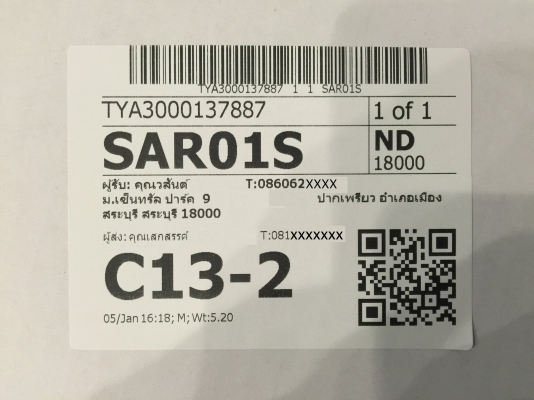 TYA3000137887 1 1 SAR01S
TYA3000137887 1 of 1
SAR01S ND
18000
ผู้รับ: คุณวสันต์ T:086062XXXX
ม.เซ็นทรัล ปาร์ค 9 ปากเพรียว อำเภอเมือง
สระบุรี สระบุรี 18000
ผู้ส่ง: คุณเสกสรรค์ T:081XXXXXXX
C13-2
05/Jan 16:18; M; Wt:5.20